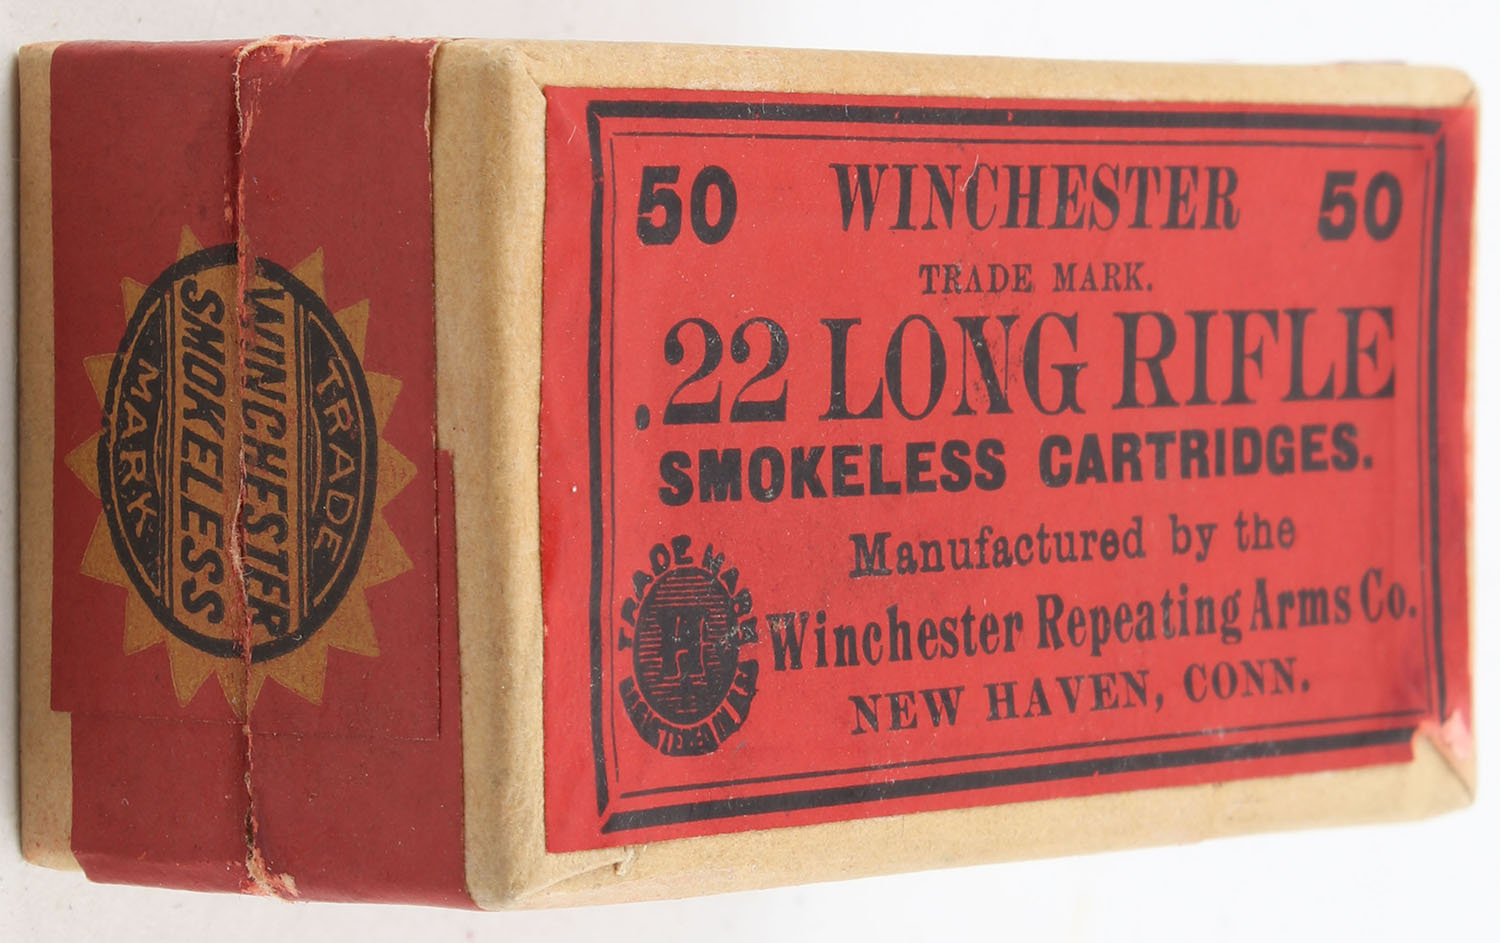 50 WINCHESTER 50
TRADE MARK.
.22 LONG RIFLE
SMOKELESS CARTRIDGES.
Manufactured by the
Winchester Repeating Arms Co.
NEW HAVEN, CONN.
TRADE MARK
H
TRADE
WINCHESTER
SMOKELESS
MARK